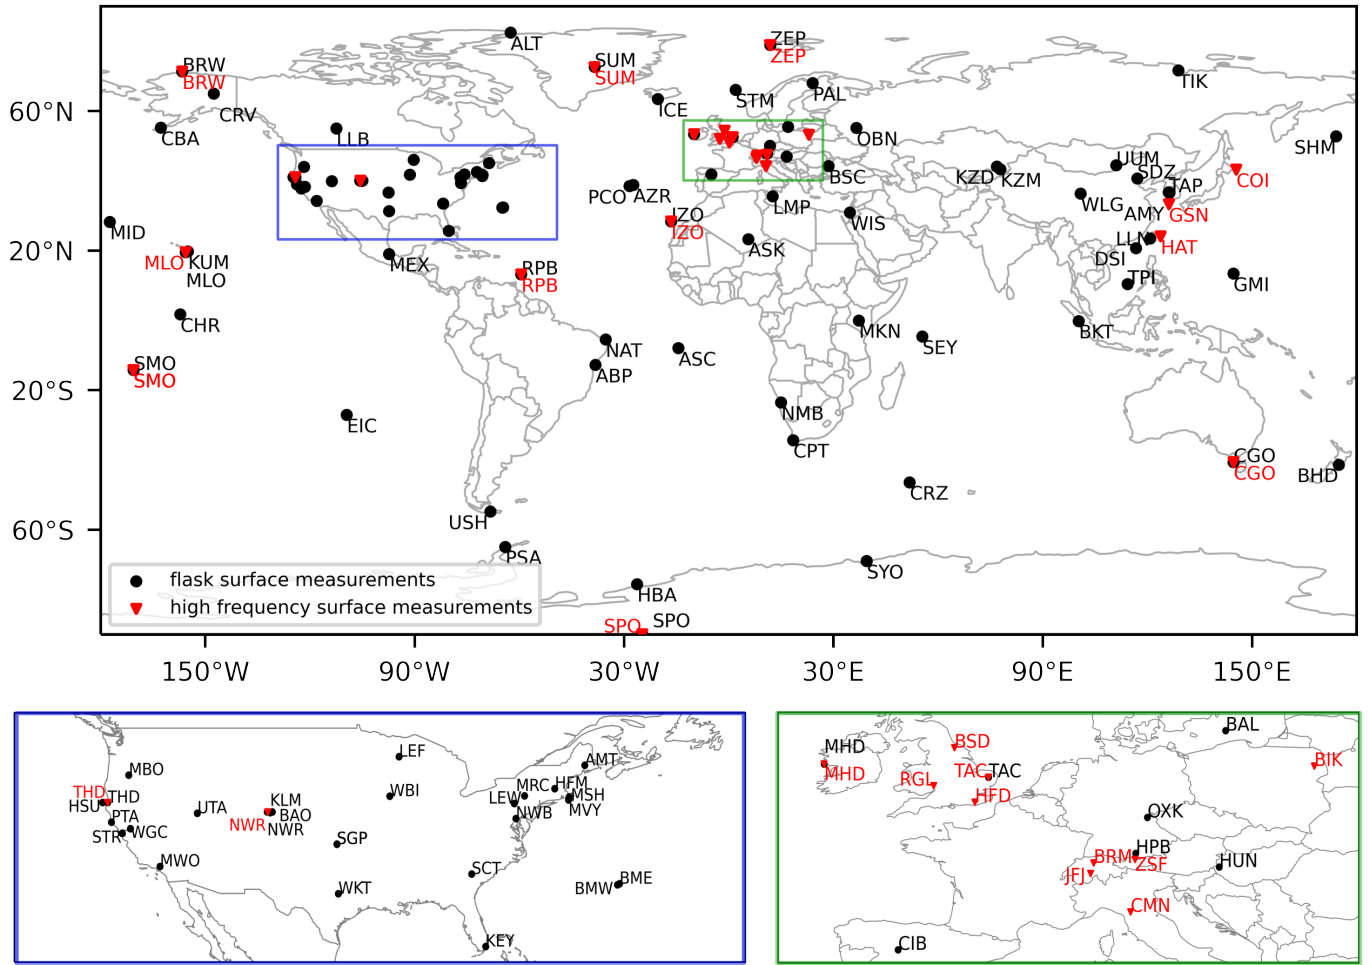 ALT
ZEP
ZEP
BRW
BRW
SUM
SUM
TIK
CRV
ICE
STM
PAL
60°N
CBA
LLB
OBN
SHM
UUM
SDZ
KZD
KZM
COI
BSC
TAP
PCO
AZR
LMP
WLG
AMY
GSN
IZO
IZO
WIS
MID
LLN
HAT
20°N
ASK
DSI
MLO
KUM
MLO
MEX
RPB
RPB
TPI
GMI
CHR
MKN
BKT
NAT
ASC
SEY
SMO
SMO
ABP
20°S
EIC
NMB
CPT
CGO
CGO
BHD
CRZ
USH
60°S
PSA
SYO
flask surface measurements
high frequency surface measurements
HBA
SPO
SPO
150°W
90°W
30°W
30°E
90°E
150°E
LEF
AMT
MBO
WBI
MRC
HFM
THD
THD
HSU
LEW
MSH
MVY
PTA
UTA
KLM
BAO
NWR
NWR
NWB
STR
WGC
SGP
MWO
SCT
WKT
BMW
BME
KEY
BAL
MHD
MHD
BSD
BIK
RGL
TAC
TAC
HFD
OXK
HPB
BRM
ZSF
HUN
JFJ
CMN
CIB